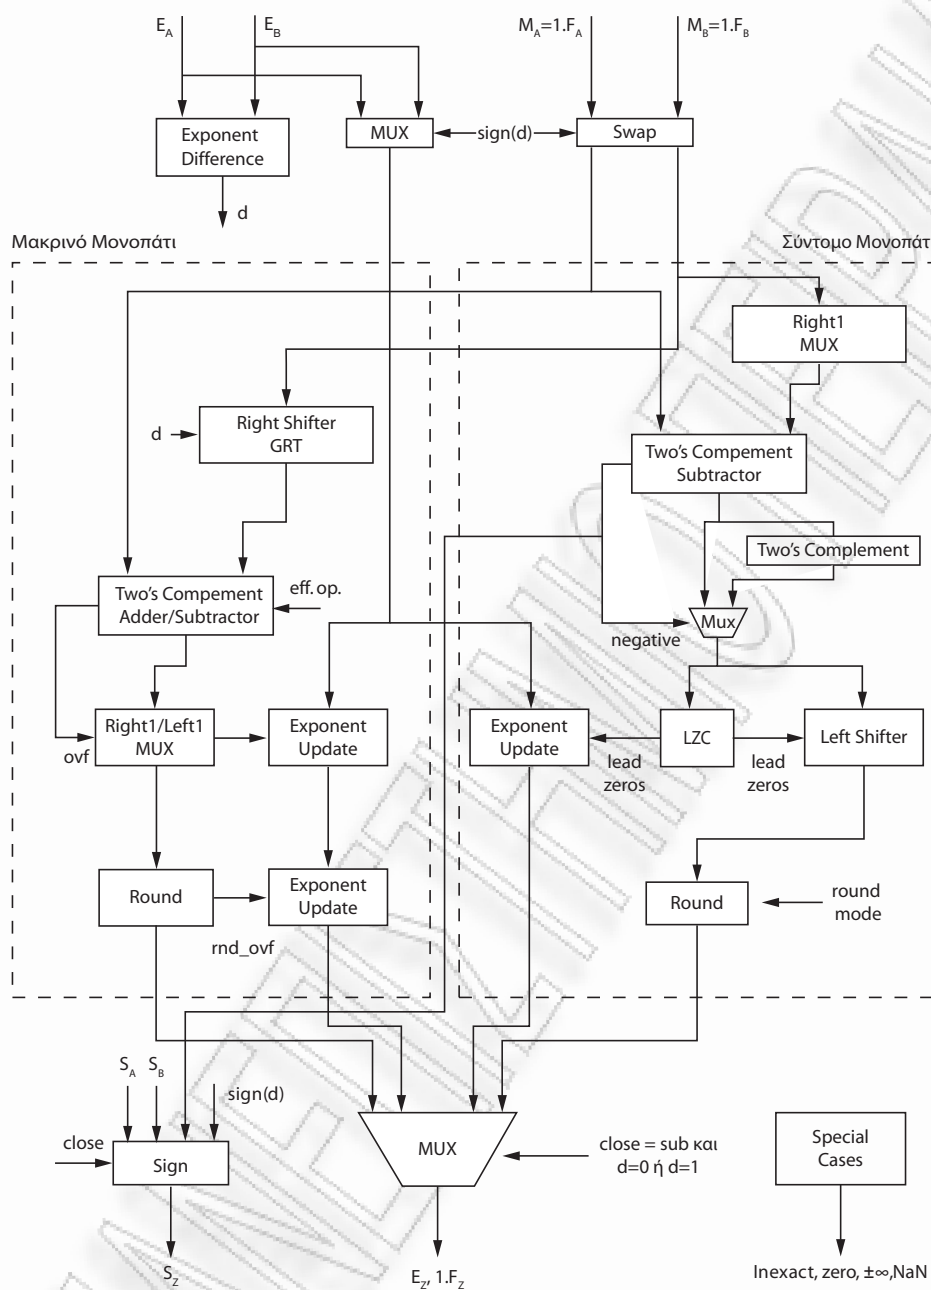 E_A
E_B
M_A=1.F_A
M_B=1.F_B
Exponent
Difference
MUX
sign(d)
Swap
d
Μακρινό Μονοπάτι
Σύντομο Μονοπάτ
Right1
MUX
d
Right Shifter
GRT
Two's Compement
Subtractor
Two's Complement
Two's Compement
Adder/Subtractor
eff. op.
Mux
negative
ovf
Right1/Left1
MUX
Exponent
Update
Exponent
Update
LZC
Left Shifter
lead
zeros
lead
zeros
Round
Exponent
Update
rnd_ovf
Round
round
mode
S_A
S_B
sign(d)
close
Sign
MUX
close = sub και
d=0 ή d=1
Special
Cases
S_Z
E_Z, 1.F_Z
Inexact, zero, ±∞,NaN